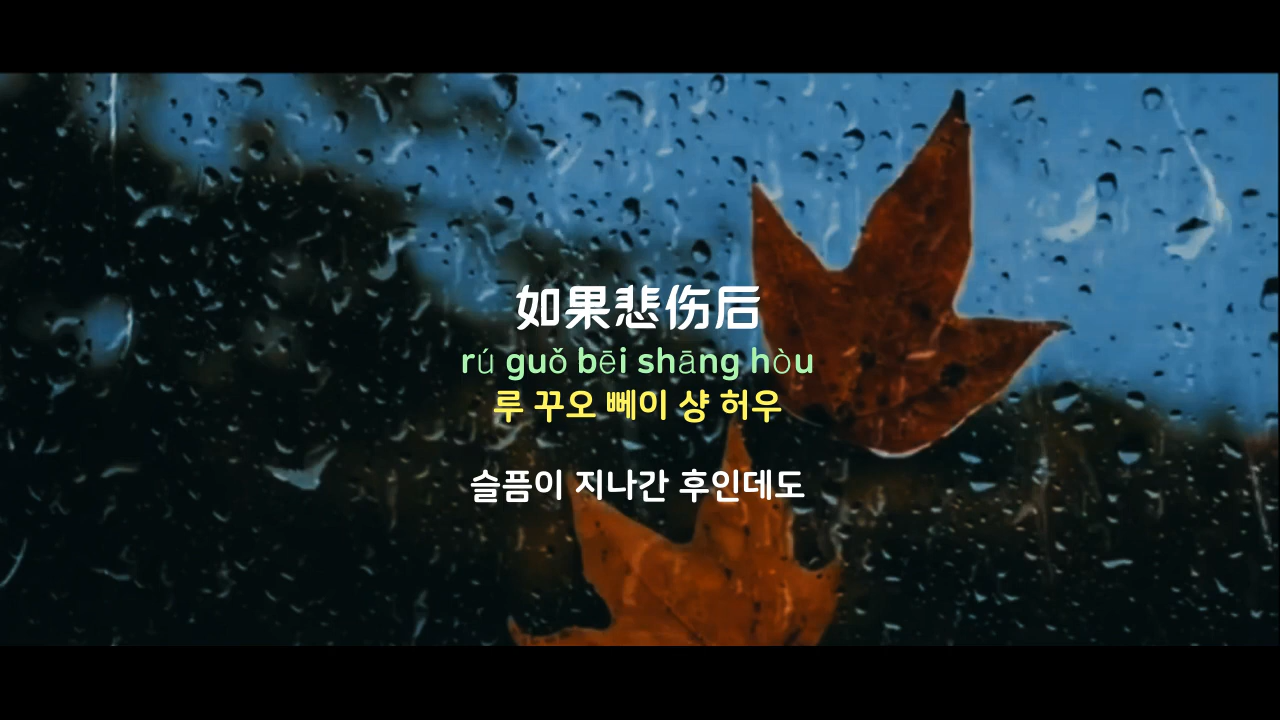 如果悲伤后
rú guǒ bēi shāng hòu
루 꾸오 뻬이 샹 허우
슬픔이 지나간 후인데도